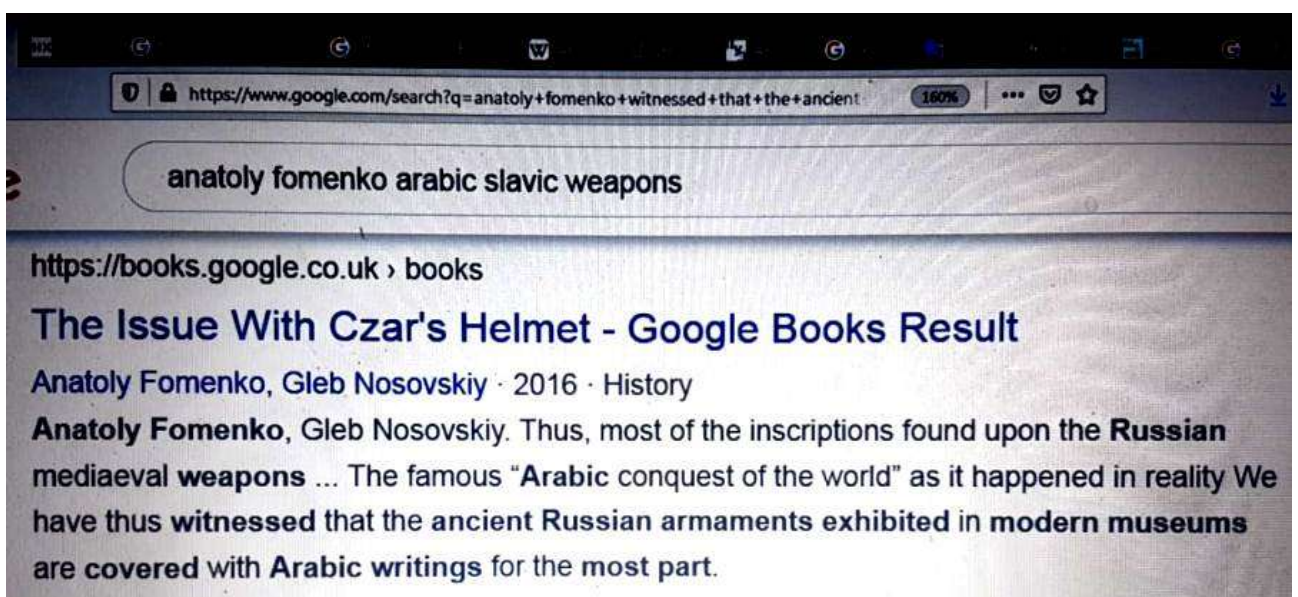 https://www.google.com/search?q=anatoly+fomenko+witnessed+that+the+ancient 160%
anatoly fomenko arabic slavic weapons
https://books.google.co.uk › books
The Issue With Czar's Helmet - Google Books Result
Anatoly Fomenko, Gleb Nosovskiy · 2016 · History
Anatoly Fomenko, Gleb Nosovskiy. Thus, most of the inscriptions found upon the Russian
mediaeval weapons ... The famous “Arabic conquest of the world” as it happened in reality We
have thus witnessed that the ancient Russian armaments exhibited in modern museums
are covered with Arabic writings for the most part.